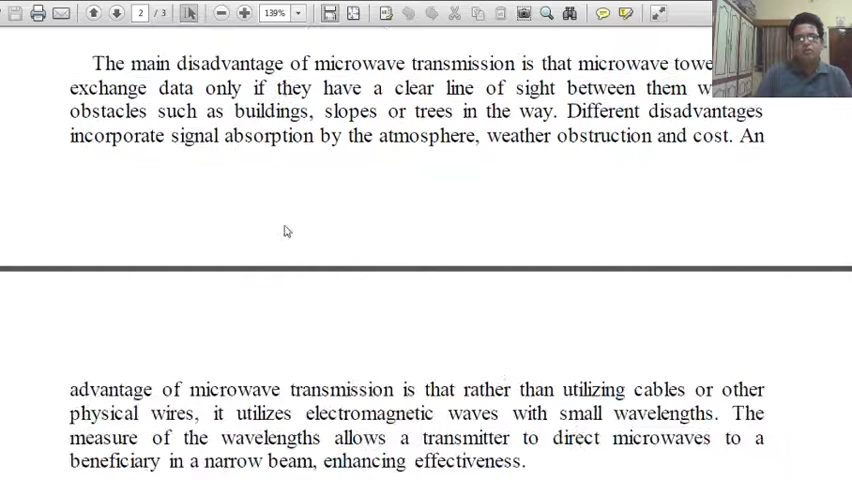 2 / 3
139%
The main disadvantage of microwave transmission is that microwave
exchange data only if they have a clear line of sight between them
obstacles such as buildings, slopes or trees in the way. Different disadvantages
incorporate signal absorption by the atmosphere, weather obstruction and cost. An
advantage of microwave transmission is that rather than utilizing cables or other
physical wires, it utilizes electromagnetic waves with small wavelengths. The
measure of the wavelengths allows a transmitter to direct microwaves to a
beneficiary in a narrow beam, enhancing effectiveness.